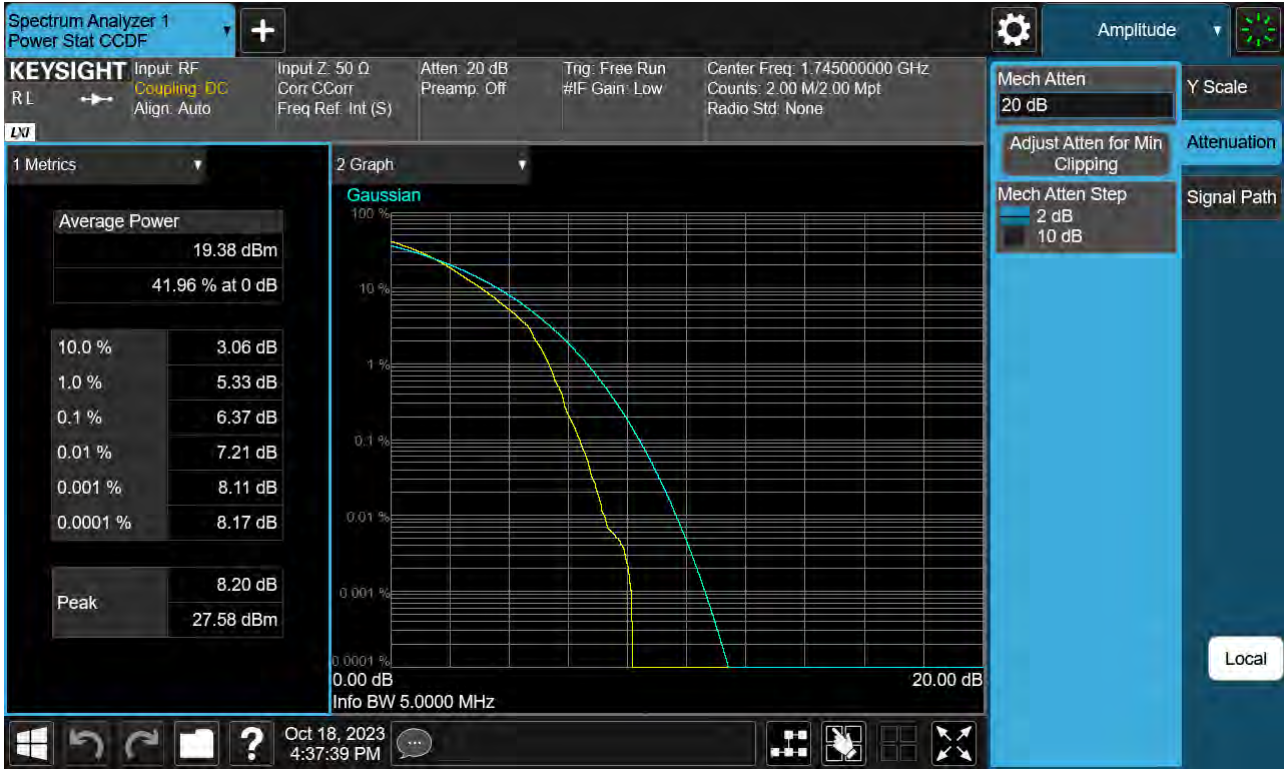 Spectrum Analyzer 1
Power Stat CCDF
Amplitude
KEYSIGHT
RL
LXI
Input: RF
Coupling: DC
Align: Auto
Input Z: 50 Ω
Corr CCorr
Freq Ref: Int (S)
Atten: 20 dB
Preamp: Off
Trig: Free Run
#IF Gain: Low
Center Freq: 1.745000000 GHz
Counts: 2.00 M/2.00 Mpt
Radio Std: None
1 Metrics
Average Power
19.38 dBm
41.96 % at 0 dB
10.0 % 3.06 dB
1.0 % 5.33 dB
0.1 % 6.37 dB
0.01 % 7.21 dB
0.001 % 8.11 dB
0.0001 % 8.17 dB
Peak
8.20 dB
27.58 dBm
2 Graph
Gaussian
100 %
10 %
1 %
0.1 %
0.01 %
0.001 %
0.0001 %
0.00 dB 20.00 dB
Info BW 5.0000 MHz
Mech Atten
20 dB
Adjust Atten for Min
Clipping
Mech Atten Step
2 dB
10 dB
Y Scale
Attenuation
Signal Path
Local
?
Oct 18, 2023
4:37:39 PM